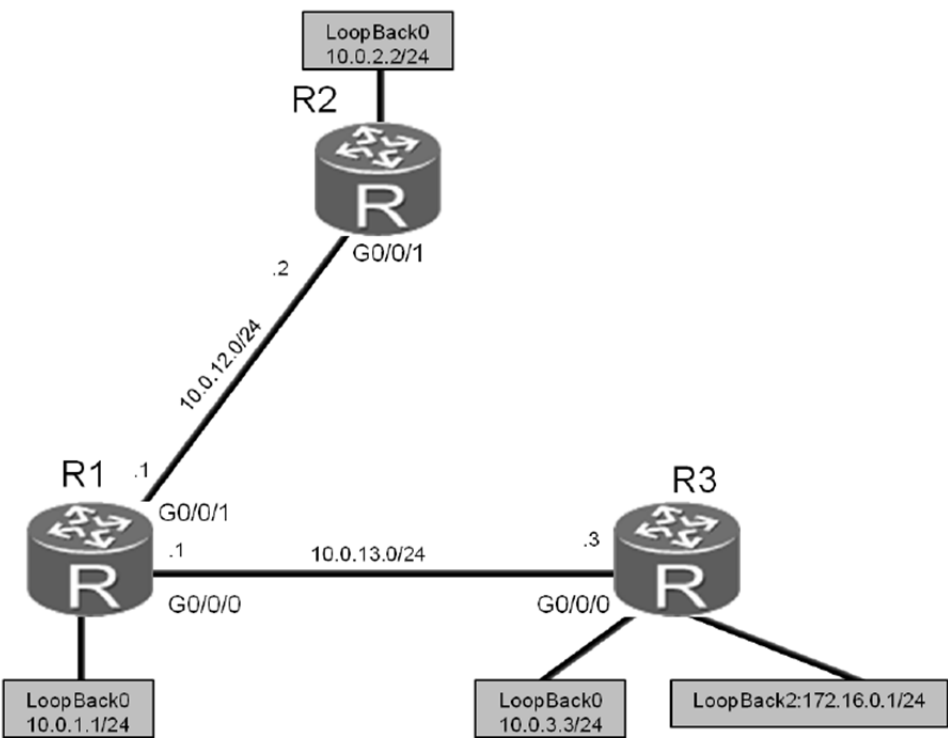 LoopBack0
10.0.2.2/24
R2
R
G0/0/1
.2
10.0.12.0/24
R1
.1
G0/0/1
R3
.1
10.0.13.0/24
.3
R
R
G0/0/0
G0/0/0
LoopBack0
10.0.1.1/24
LoopBack0
10.0.3.3/24
LoopBack2:172.16.0.1/24